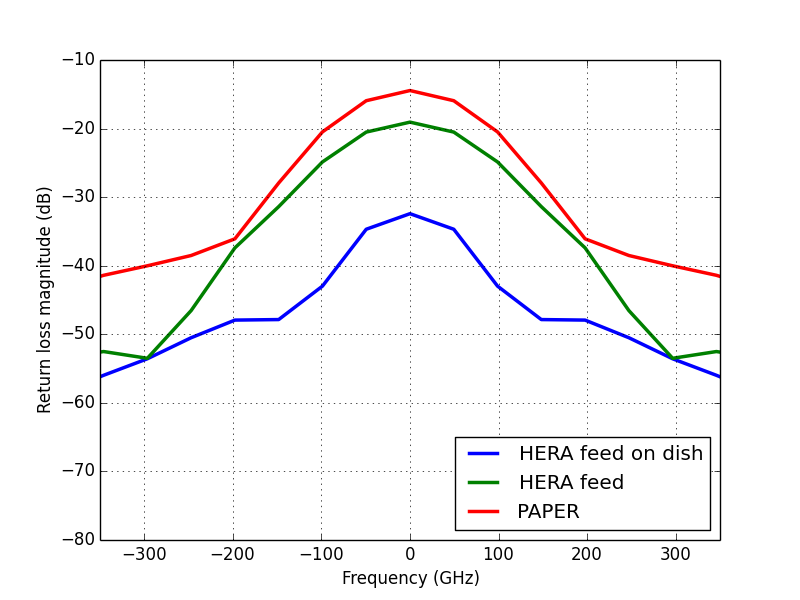 −10
−20
−30
−40
−50
−60
−70
−80
Return loss magnitude (dB)
HERA feed on dish
HERA feed
PAPER
−300 −200 −100 0 100 200 300
Frequency (GHz)